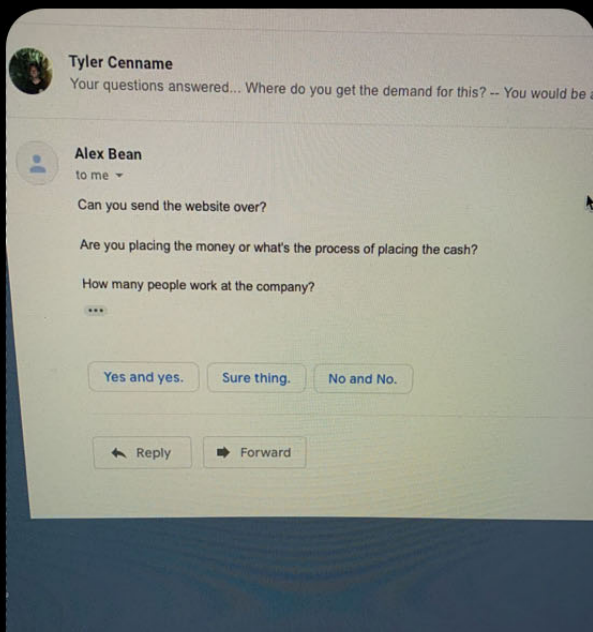 Tyler Cenname
Your questions answered... Where do you get the demand for this? -- You would be
Alex Bean
to me
Can you send the website over?
Are you placing the money or what's the process of placing the cash?
How many people work at the company?
Yes and yes.
Sure thing.
No and No.
Reply
Forward